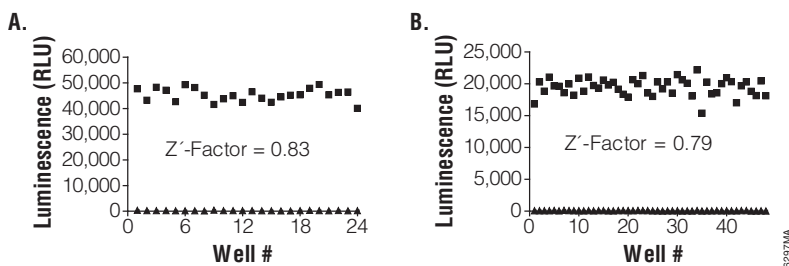 A.
Luminescence (RLU)
60,000
50,000
40,000
30,000
20,000
10,000
0
Z´-Factor = 0.83
0 6 12 18 24
Well #
B.
Luminescence (RLU)
25,000
20,000
15,000
10,000
5,000
0
Z´-Factor = 0.79
0 10 20 30 40
Well #